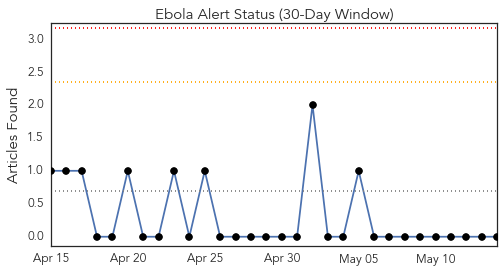 Ebola Alert Status (30-Day Window)
3.0
2.5
2.0
1.5
1.0
0.5
0.0
Articles Found
Apr 15
Apr 20
Apr 25
Apr 30
May 05
May 10